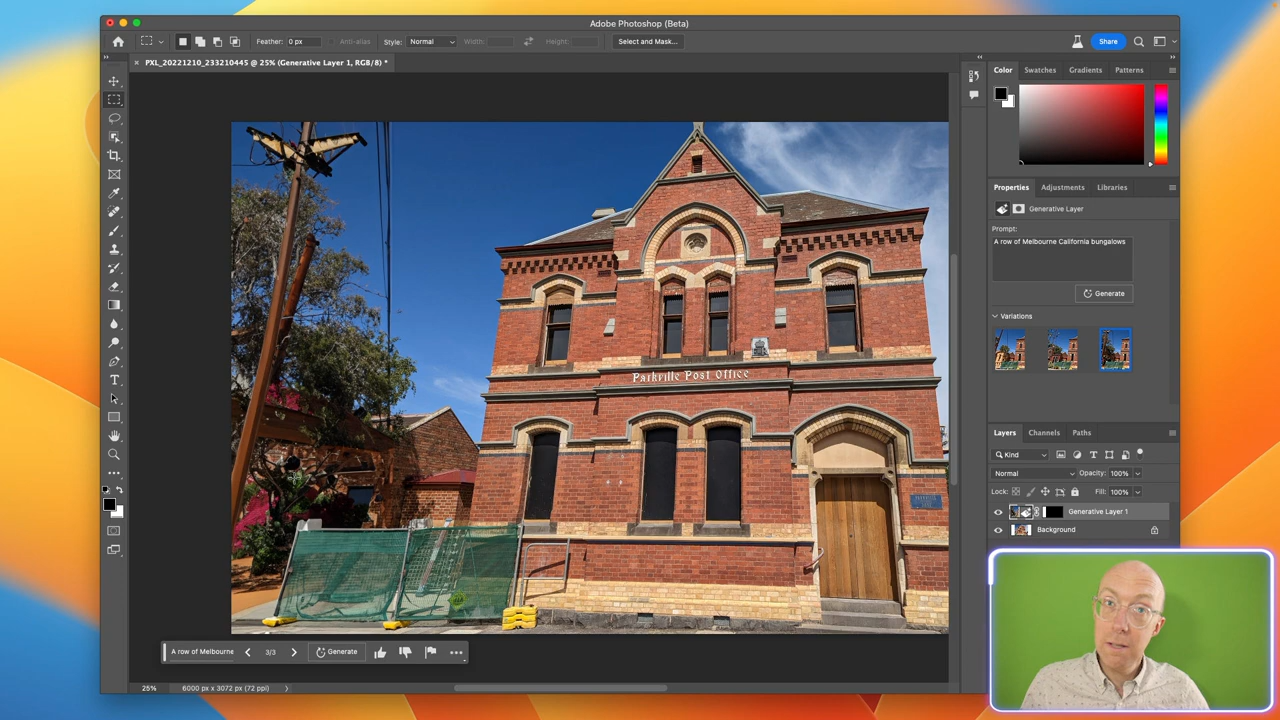 Adobe Photoshop (Beta)
Feather: 0 px Anti-alias Style: Normal Width: Height: Select and Mask... Share
PXL_20221210_233210445 @ 25% (Generative Layer 1, RGB/8) *
Color Swatches Gradients Patterns
Properties Adjustments Libraries
Generative Layer
Prompt:
A row of Melbourne California bungalows
Generate
Variations
Parkville Post Office
Layers Channels Paths
Kind
Normal Opacity: 100%
Lock: Fill: 100%
Generative Layer 1
Background
A row of Melbourne 3/3 Generate
25% 6000 px x 3072 px (72 ppi)